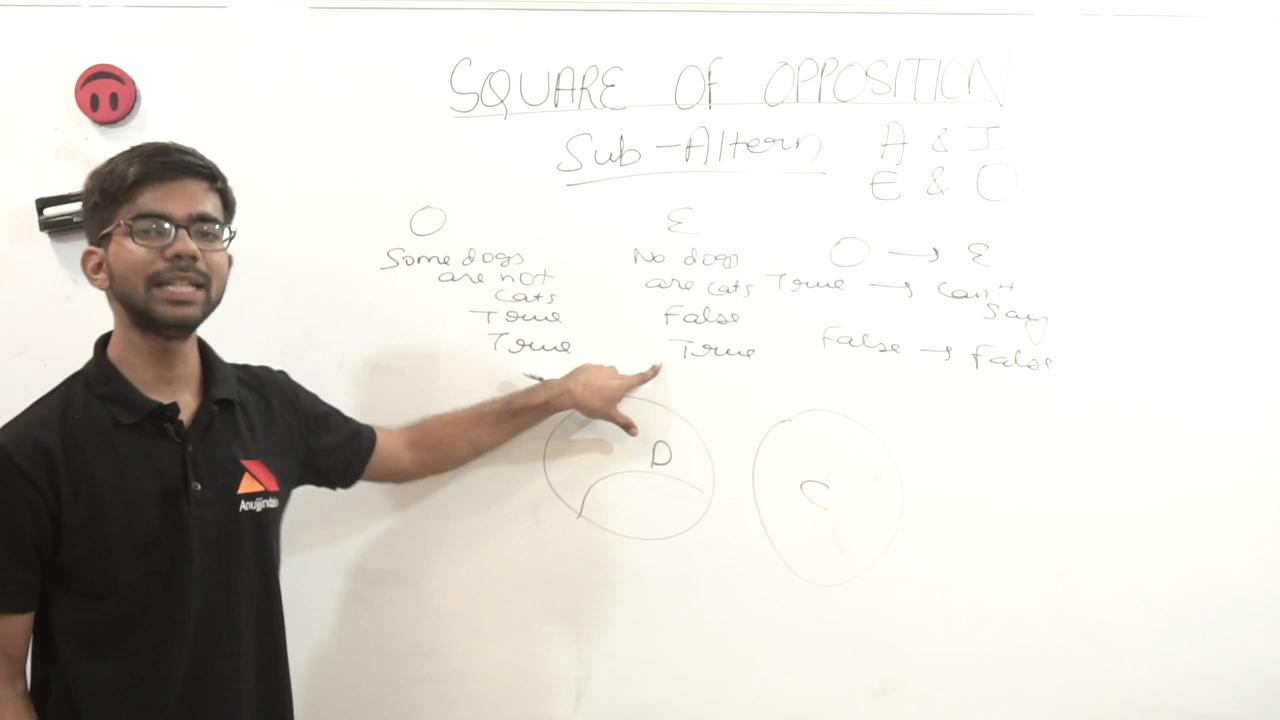 SQUARE OF OPPOSITION
Sub-Altern A & I
E & O
O E O → E
Some dogs
are not
cats
No dogs
are cats
True → Can't
Say
True False
True True
False → False
D C
Anujjindal